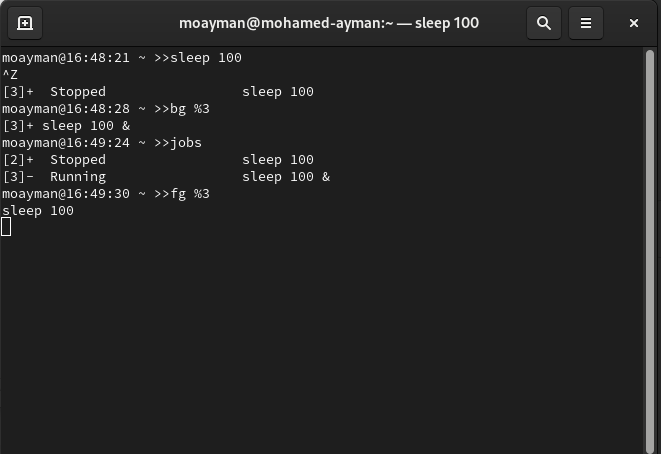 moayman@mohamed-ayman:~ — sleep 100
moayman@16:48:21 ~ >>sleep 100
^Z
[3]+  Stopped                 sleep 100
moayman@16:48:28 ~ >>bg %3
[3]+ sleep 100 &
moayman@16:49:24 ~ >>jobs
[2]+  Stopped                 sleep 100
[3]-  Running                 sleep 100 &
moayman@16:49:30 ~ >>fg %3
sleep 100